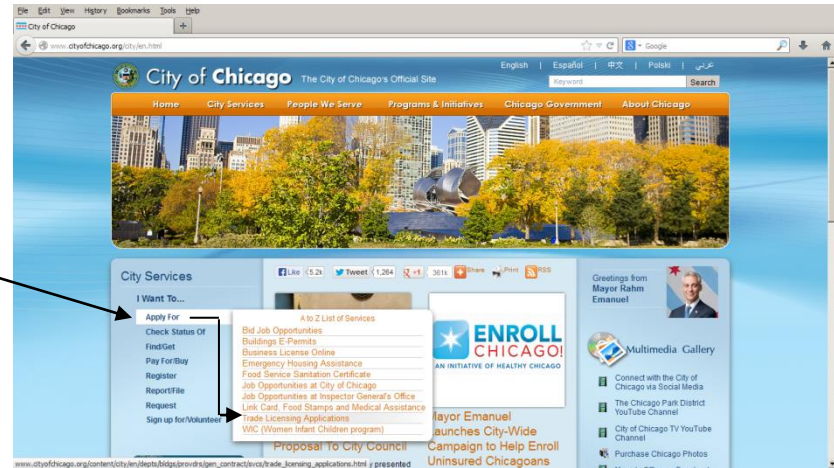 File Edit View History Bookmarks Tools Help
City of Chicago +
www.cityofchicago.org/city/en.html Google
English | Español | 中文 | Polski | عربي
City of Chicago The City of Chicago's Official Site
Keyword Search
Home City Services People We Serve Programs & Initiatives Chicago Government About Chicago
City Services
I Want To...
Apply For
Check Status Of
Find/Get
Pay For/Buy
Register
Report/File
Request
Sign up for/Volunteer
Like 5.2k Tweet 1,264 +1 361k Share Print RSS
A to Z List of Services
Bid Job Opportunities
Buildings E-Permits
Business License Online
Emergency Housing Assistance
Food Service Sanitation Certificate
Job Opportunities at City of Chicago
Job Opportunities at Inspector General's Office
Link Card, Food Stamps and Medical Assistance
Trade Licensing Applications
WIC (Women Infant Children program)
Proposal To City Council
presented
ENROLL
CHICAGO!
AN INITIATIVE OF HEALTHY CHICAGO
Mayor Emanuel
Launches City-Wide
Campaign to Help Enroll
Uninsured Chicagoans
Greetings from
Mayor Rahm
Emanuel
Multimedia Gallery
Connect with the City of
Chicago via Social Media
The Chicago Park District
YouTube Channel
City of Chicago TV YouTube
Channel
Purchase Chicago Photos
www.cityofchicago.org/content/city/en/depts/bldgs/provdrs/gen_contract/svcs/trade_licensing_applications.html